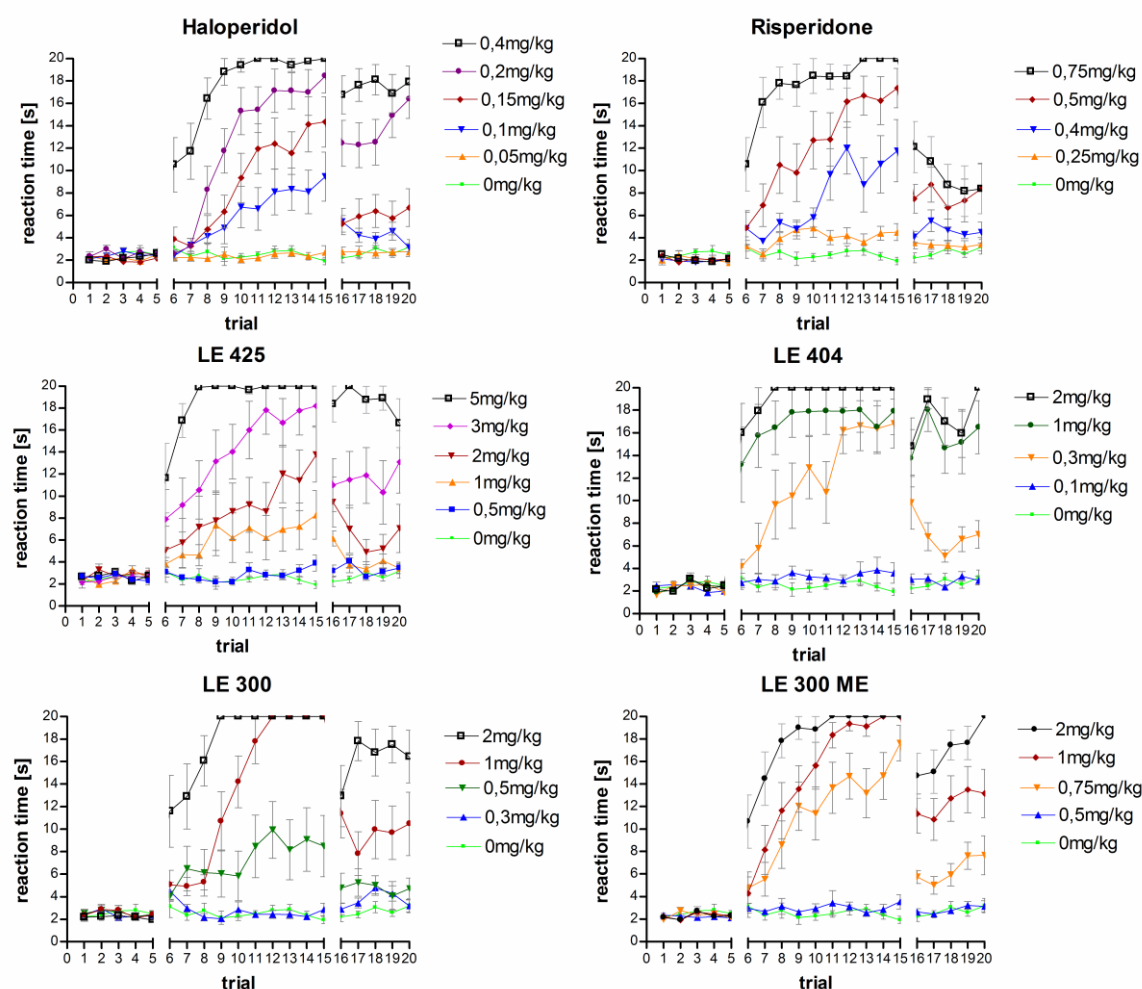 Haloperidol
reaction time [s]
20
18
16
14
12
10
8
6
4
2
0 1 2 3 4 5 6 7 8 9 10 11 12 13 14 15 16 17 18 19 20
trial
0,4mg/kg
0,2mg/kg
0,15mg/kg
0,1mg/kg
0,05mg/kg
0mg/kg
Risperidone
reaction time [s]
20
18
16
14
12
10
8
6
4
2
0 1 2 3 4 5 6 7 8 9 10 11 12 13 14 15 16 17 18 19 20
trial
0,75mg/kg
0,5mg/kg
0,4mg/kg
0,25mg/kg
0mg/kg
LE 425
reaction time [s]
20
18
16
14
12
10
8
6
4
2
0 1 2 3 4 5 6 7 8 9 10 11 12 13 14 15 16 17 18 19 20
trial
5mg/kg
3mg/kg
2mg/kg
1mg/kg
0,5mg/kg
0mg/kg
LE 404
reaction time [s]
20
18
16
14
12
10
8
6
4
2
0 1 2 3 4 5 6 7 8 9 10 11 12 13 14 15 16 17 18 19 20
trial
2mg/kg
1mg/kg
0,3mg/kg
0,1mg/kg
0mg/kg
LE 300
reaction time [s]
20
18
16
14
12
10
8
6
4
2
0 1 2 3 4 5 6 7 8 9 10 11 12 13 14 15 16 17 18 19 20
trial
2mg/kg
1mg/kg
0,5mg/kg
0,3mg/kg
0mg/kg
LE 300 ME
reaction time [s]
20
18
16
14
12
10
8
6
4
2
0 1 2 3 4 5 6 7 8 9 10 11 12 13 14 15 16 17 18 19 20
trial
2mg/kg
1mg/kg
0,75mg/kg
0,5mg/kg
0mg/kg